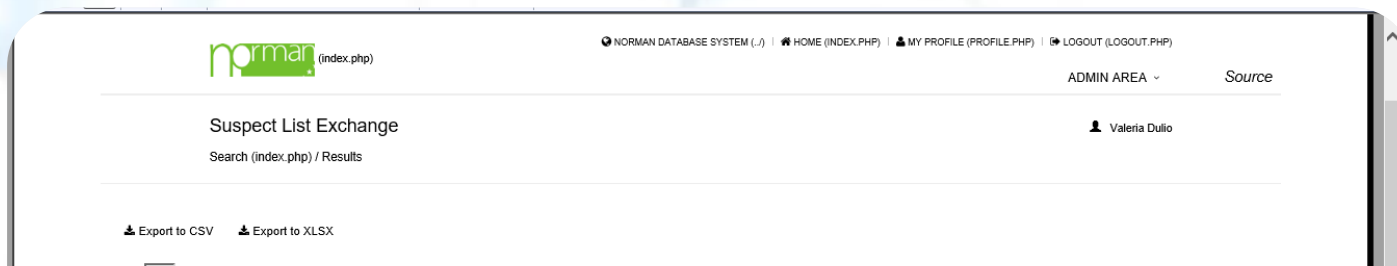 NORMAN DATABASE SYSTEM (../) | HOME (INDEX.PHP) | MY PROFILE (PROFILE.PHP) | LOGOUT (LOGOUT.PHP)
norman (index.php)
ADMIN AREA Source
Suspect List Exchange
Valeria Dulio
Search (index.php) / Results
Export to CSV Export to XLSX